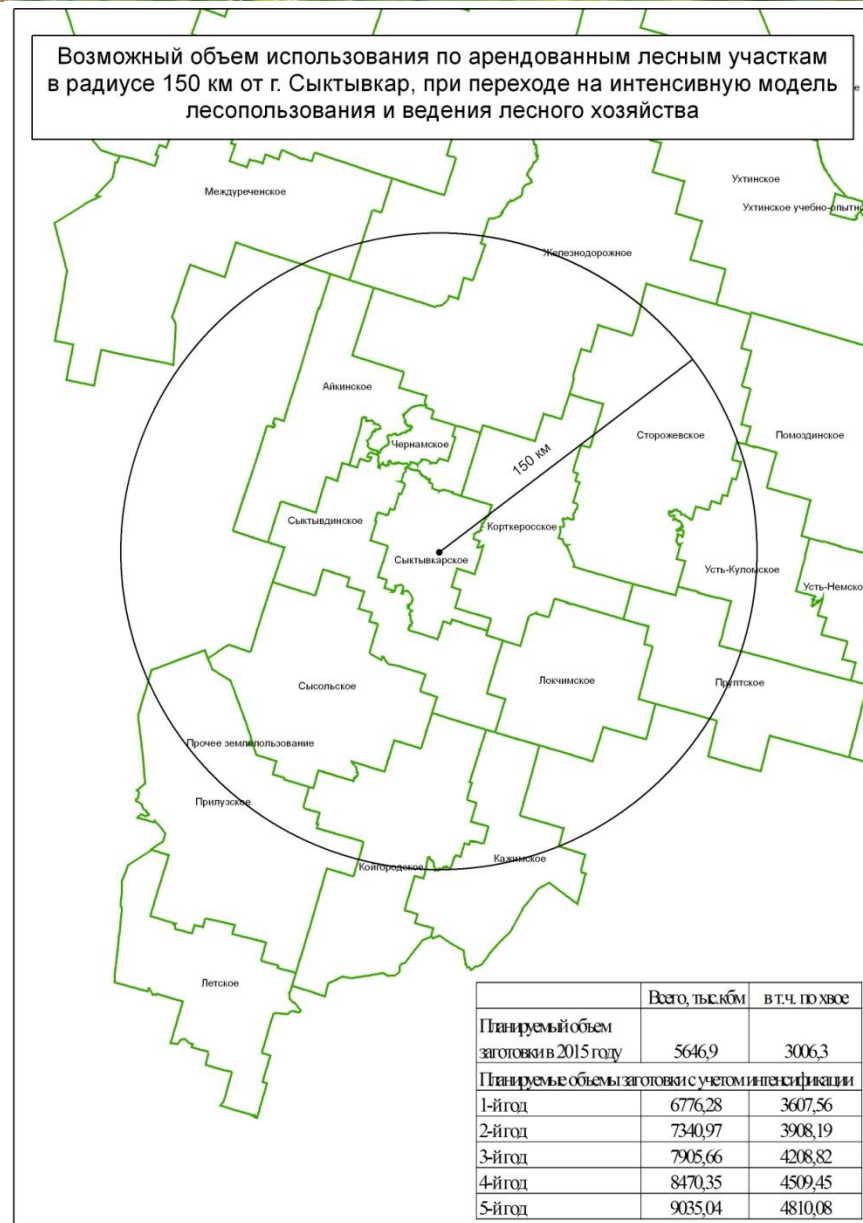 Возможный объем использования по арендованным лесным участкам
в радиусе 150 км от г. Сыктывкар, при переходе на интенсивную модель
лесопользования и ведения лесного хозяйства
Ухтинское
Междуреченское
Ухтинское учебно-опытно
Железнодорожное
Айкинское
Сторожевское
Помоздинское
Чернамское
150 км
Сыктывдинское
Корткеросское
Сыктывкарское
Усть-Куломское
Усть-Немско
Локчимское
Пруптское
Сысольское
Прочее землепользование
Прилузское
Койгородское
Кажимское
Летское
Всего, тыс.кбм в т.ч. по хвое
Планируемый объем
заготовки в 2015 году 5646,9 3006,3
Планируемые объемы заготовки с учетом интенсификации
1-й год 6776,28 3607,56
2-й год 7340,97 3908,19
3-й год 7905,66 4208,82
4-й год 8470,35 4509,45
5-й год 9035,04 4810,08